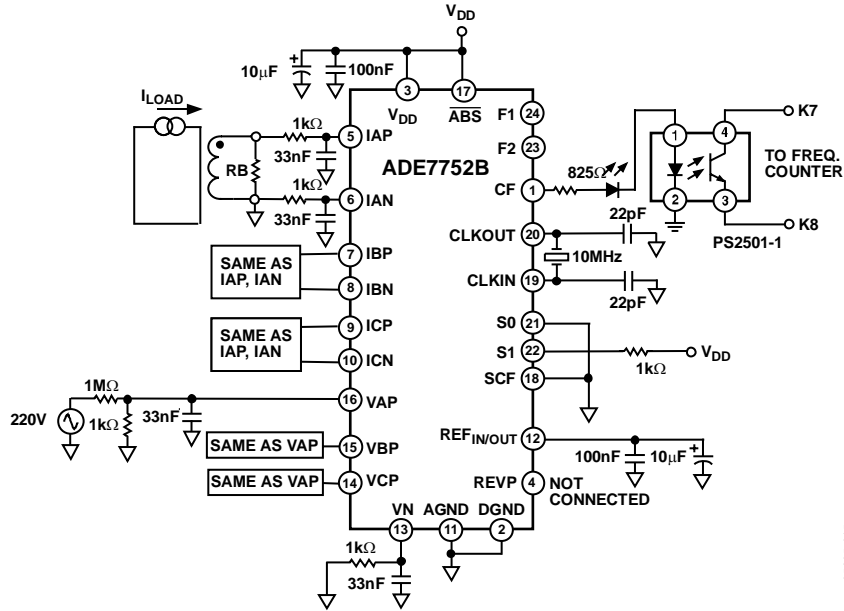 V_DD
10μF
+
100nF
3
V_DD
17
ABS
I_LOAD
1kΩ
33nF
5
IAP
RB
1kΩ
33nF
6
IAN
ADE7752B
F1
24
F2
23
CF
1
825Ω
1
2
4
3
K7
K8
TO FREQ.
COUNTER
PS2501-1
CLKOUT
20
22pF
10MHz
CLKIN
19
22pF
SAME AS
IAP, IAN
7
IBP
8
IBN
SAME AS
IAP, IAN
9
ICP
10
ICN
S0
21
S1
22
1kΩ
V_DD
SCF
18
220V
1MΩ
1kΩ
33nF
16
VAP
SAME AS VAP
15
VBP
SAME AS VAP
14
VCP
REF_IN/OUT
12
100nF
10μF
+
REVP
4
NOT
CONNECTED
VN
13
AGND
11
DGND
2
1kΩ
33nF